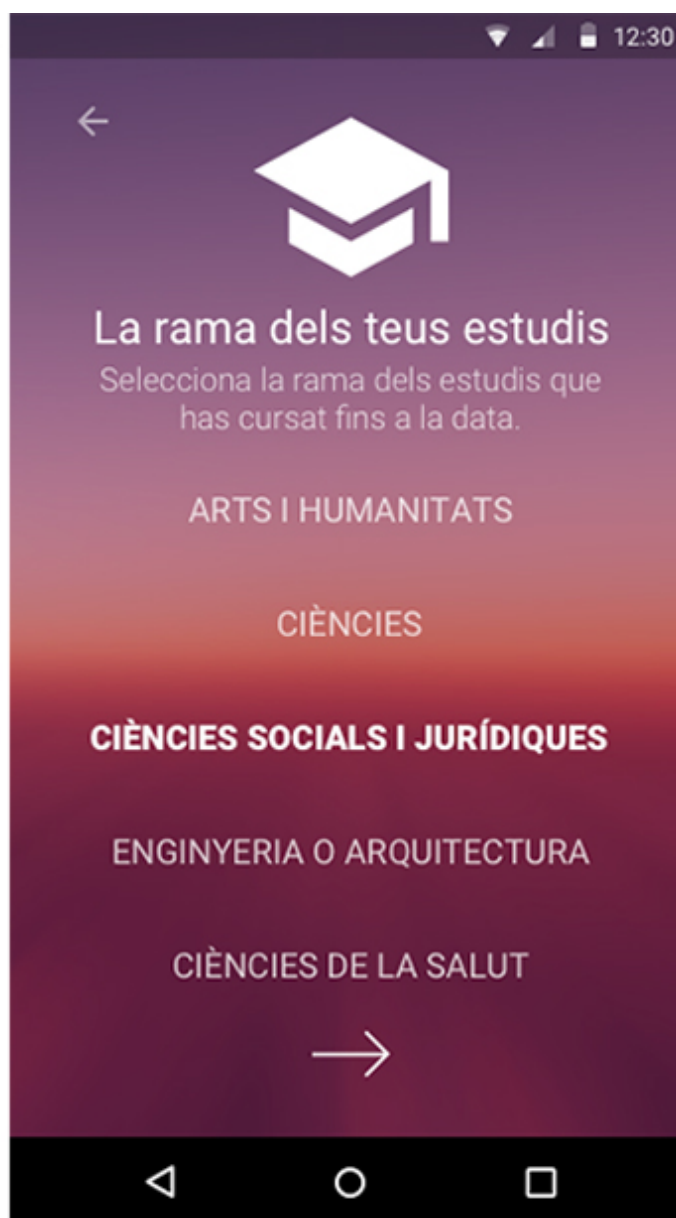 12:30
La rama dels teus estudis
Selecciona la rama dels estudis que
has cursat fins a la data.
ARTS I HUMANITATS
CIÈNCIES
CIÈNCIES SOCIALS I JURÍDIQUES
ENGINYERIA O ARQUITECTURA
CIÈNCIES DE LA SALUT